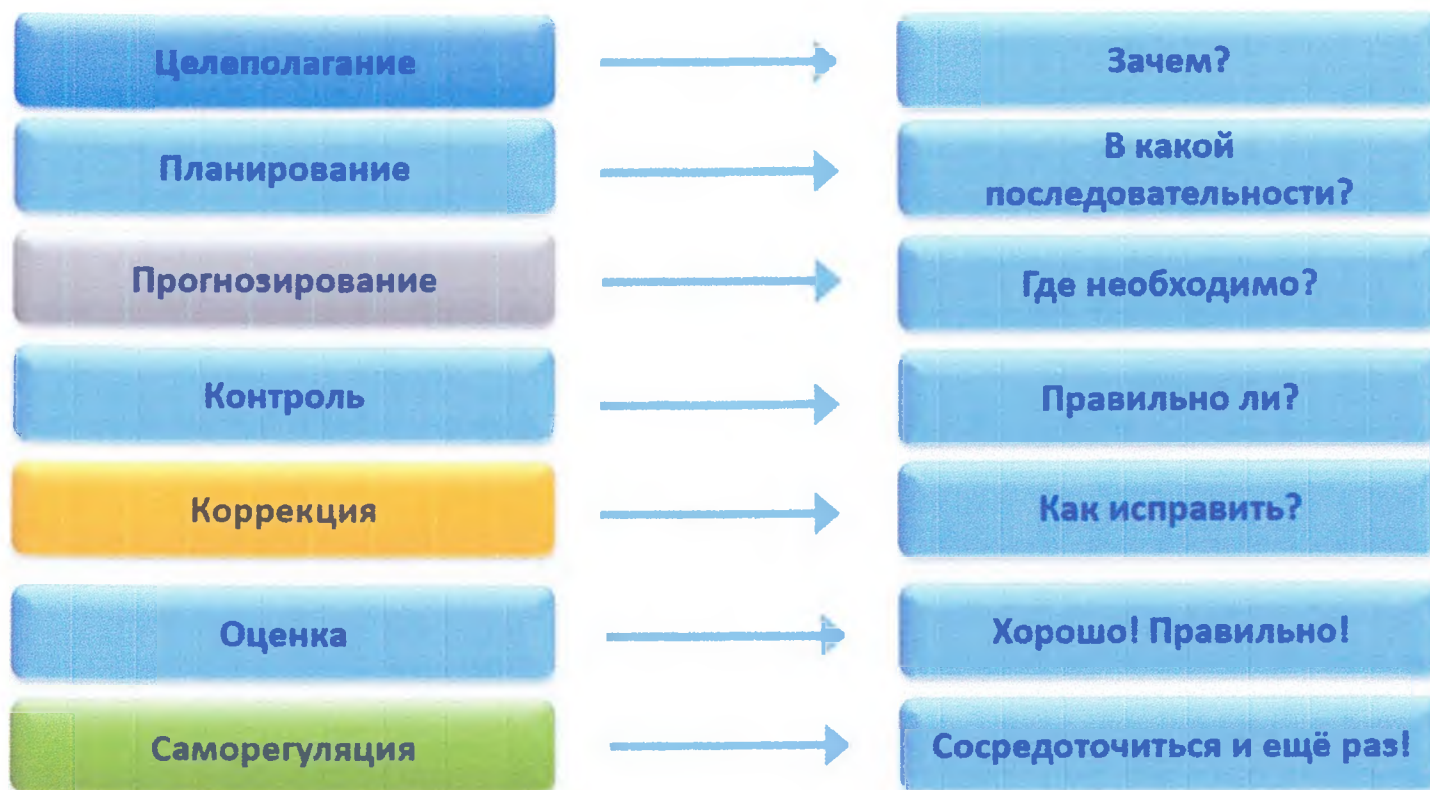 Целеполагание
Зачем?
Планирование
В какой
последовательности?
Прогнозирование
Где необходимо?
Контроль
Правильно ли?
Коррекция
Как исправить?
Оценка
Хорошо! Правильно!
Саморегуляция
Сосредоточиться и ещё раз!